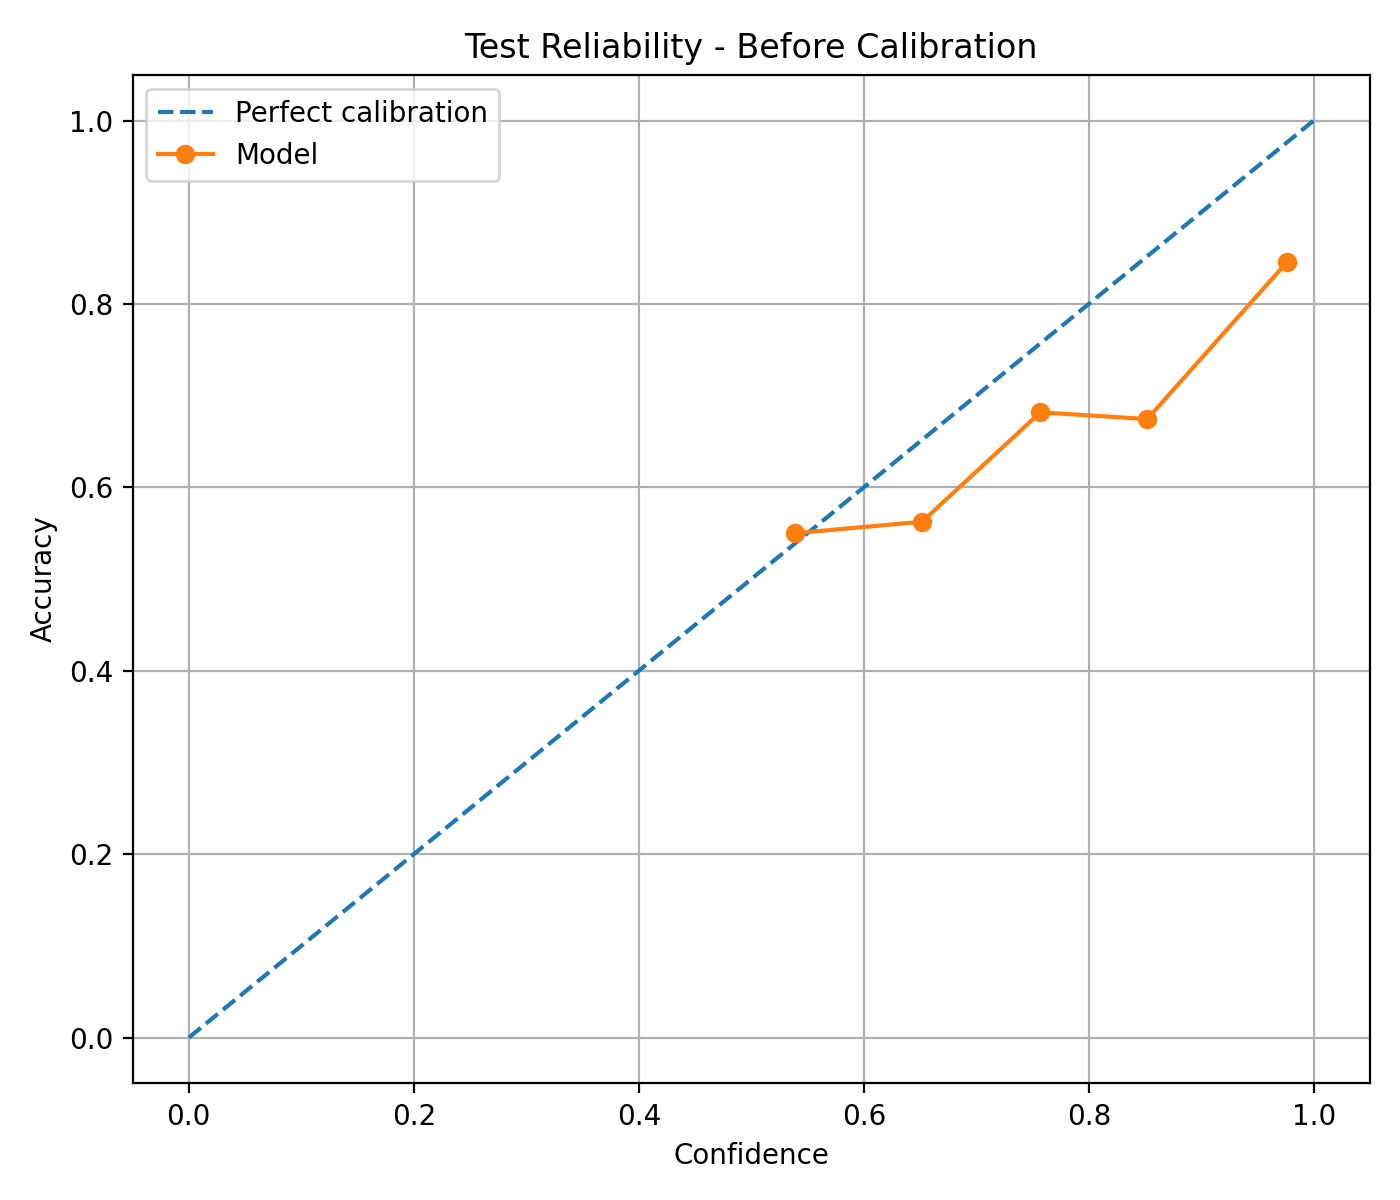 Test Reliability - Before Calibration
Perfect calibration
Model
1.0
0.8
0.6
0.4
0.2
0.0
Accuracy
0.0 0.2 0.4 0.6 0.8 1.0
Confidence